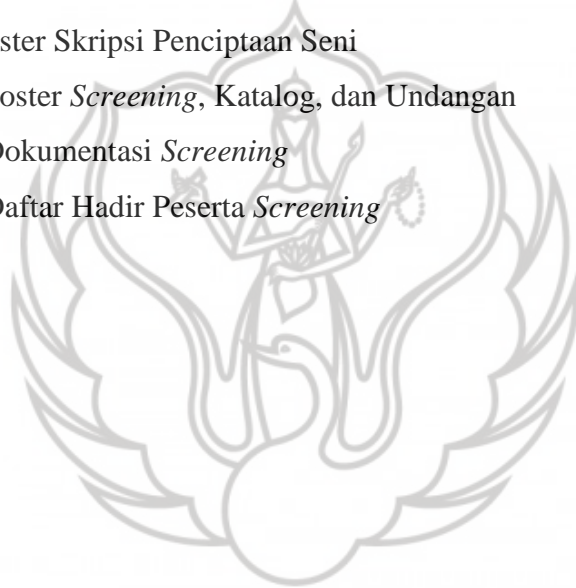 ster Skripsi Penciptaan Seni
oster Screening, Katalog, dan Undangan
Dokumentasi Screening
Daftar Hadir Peserta Screening